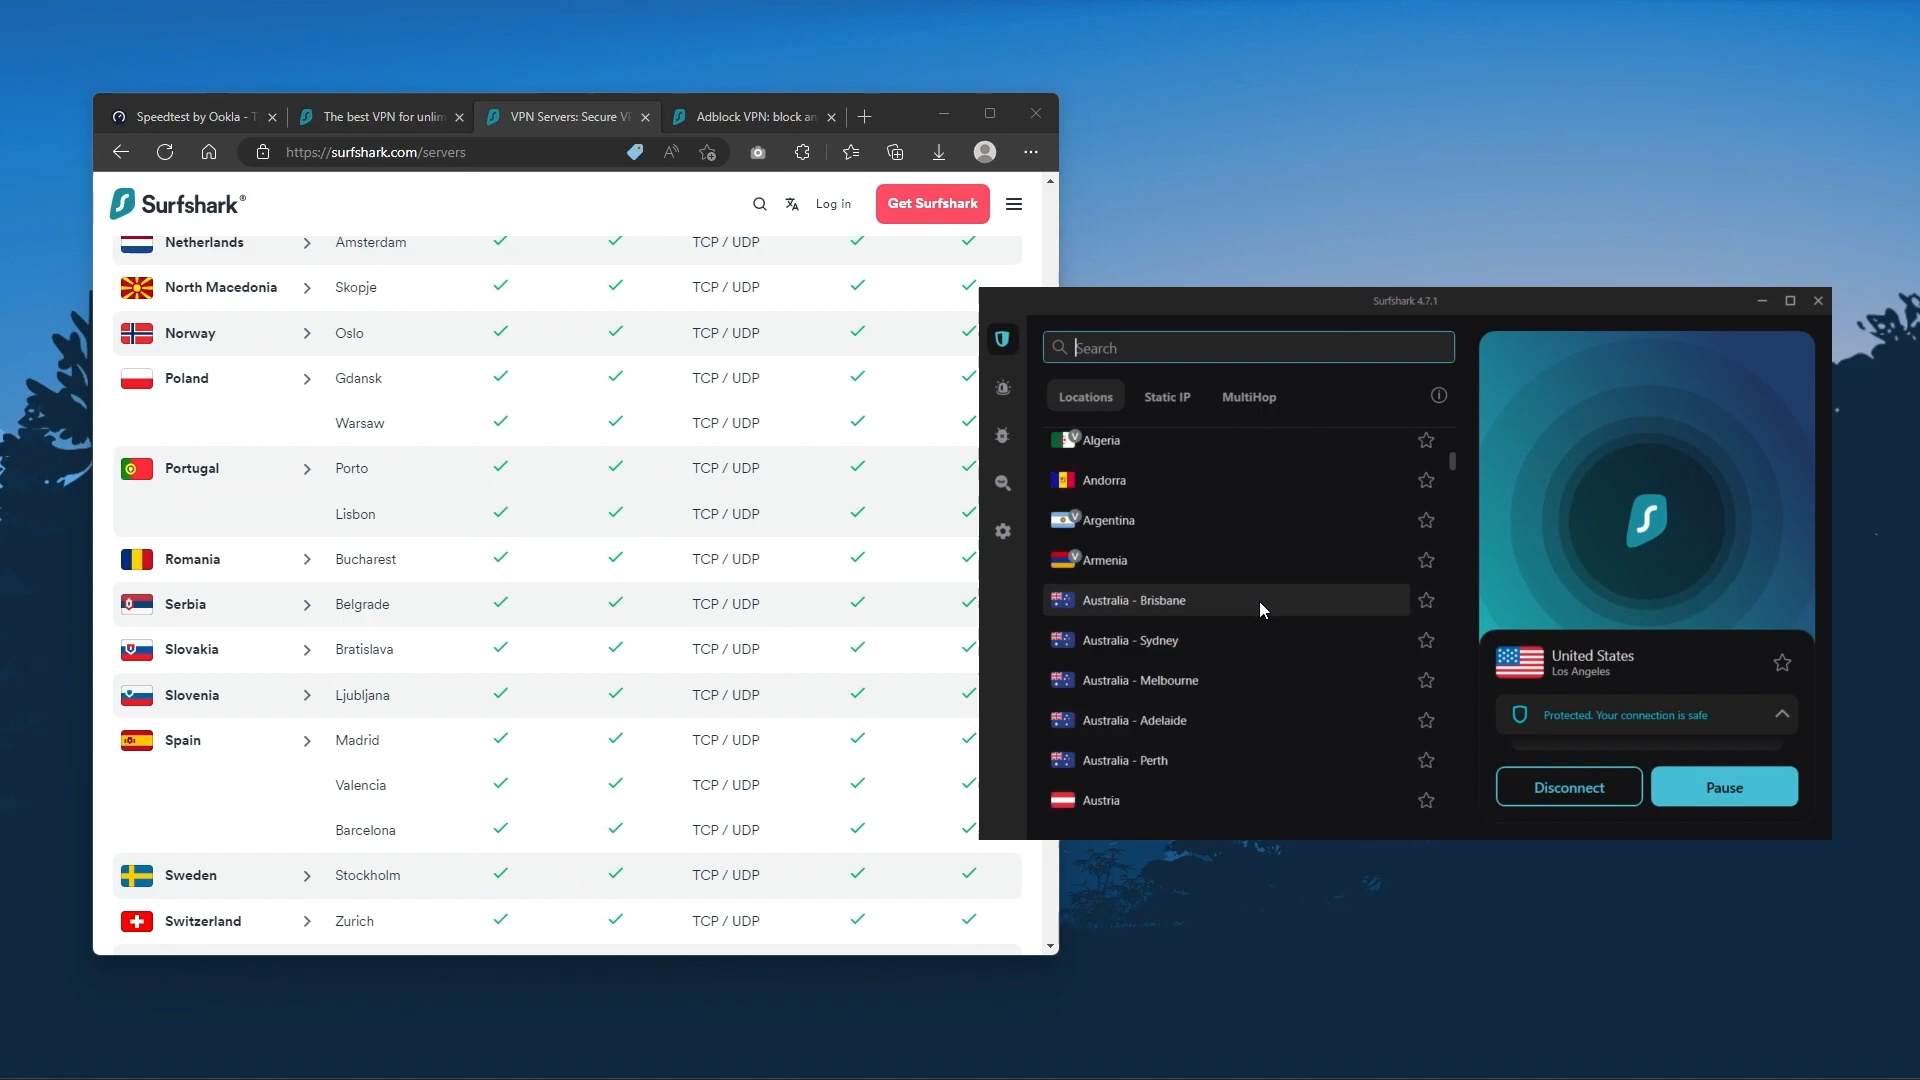 Speedtest by Ookla - T
The best VPN for unlim
VPN Servers: Secure V
Adblock VPN: block an
https://surfshark.com/servers
Surfshark®
Log in
Get Surfshark
Netherlands Amsterdam TCP / UDP
North Macedonia Skopje TCP / UDP
Norway Oslo TCP / UDP
Poland Gdansk TCP / UDP
Warsaw TCP / UDP
Portugal Porto TCP / UDP
Lisbon TCP / UDP
Romania Bucharest TCP / UDP
Serbia Belgrade TCP / UDP
Slovakia Bratislava TCP / UDP
Slovenia Ljubljana TCP / UDP
Spain Madrid TCP / UDP
Valencia TCP / UDP
Barcelona TCP / UDP
Sweden Stockholm TCP / UDP
Switzerland Zurich TCP / UDP
Surfshark 4.7.1
Search
Locations Static IP MultiHop
V Algeria
Andorra
V Argentina
V Armenia
Australia - Brisbane
Australia - Sydney
Australia - Melbourne
Australia - Adelaide
Australia - Perth
Austria
United States
Los Angeles
Protected. Your connection is safe
Disconnect
Pause